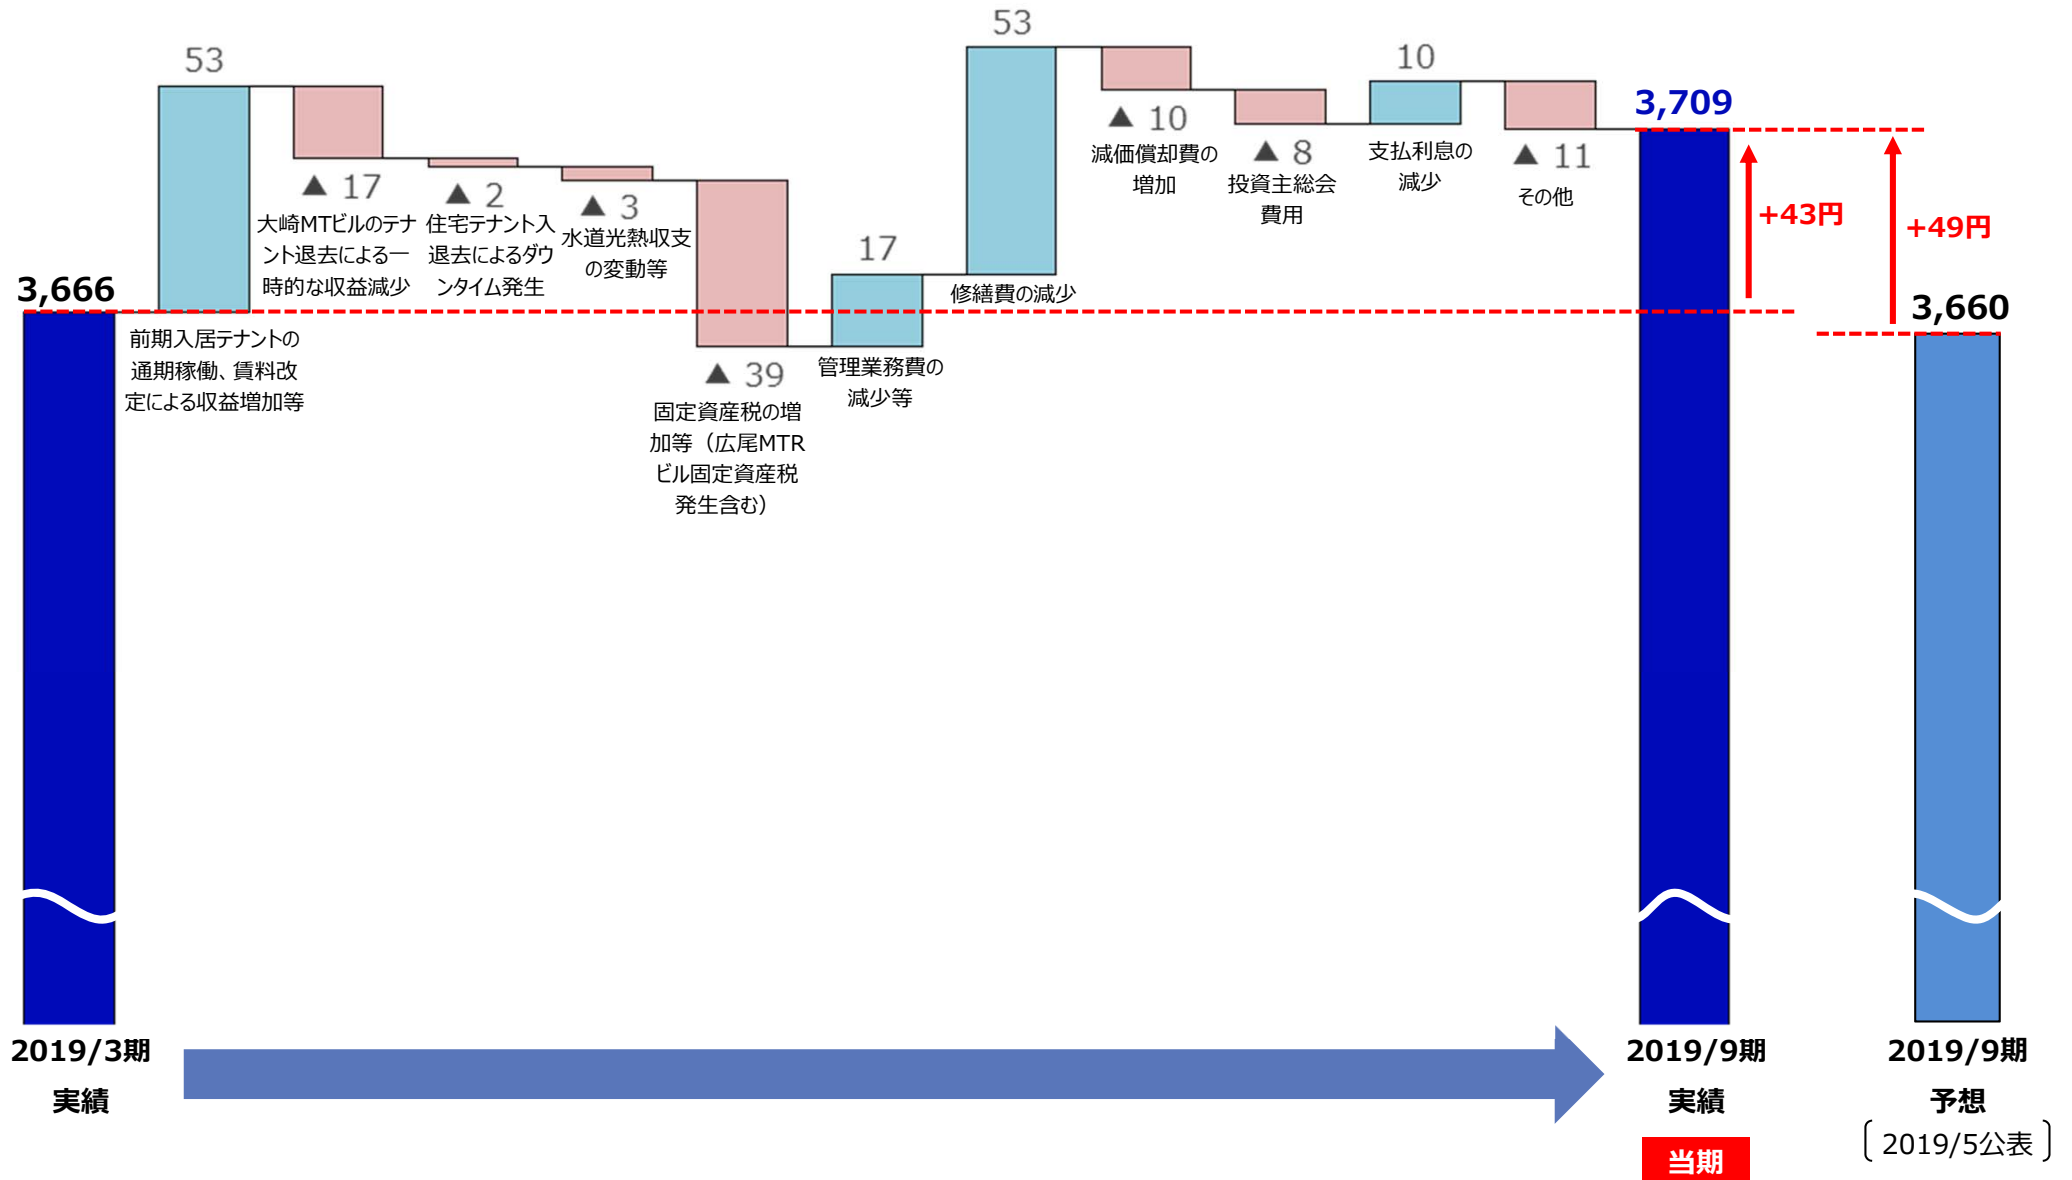 3,666
53
前期入居テナントの
通期稼働、賃料改
定による収益増加等
▲ 17
大崎MTビルのテナ
ント退去による一
時的な収益減少
▲ 2
住宅テナント入
退去によるダウ
ンタイム発生
▲ 3
水道光熱収支
の変動等
▲ 39
固定資産税の増
加等（広尾MTR
ビル固定資産税
発生含む）
17
管理業務費の
減少等
53
修繕費の減少
▲ 10
減価償却費の
増加
▲ 8
投資主総会
費用
10
支払利息の
減少
▲ 11
その他
3,709
+43円
+49円
3,660
2019/3期
実績
2019/9期
実績
当期
2019/9期
予想
〔 2019/5公表 〕